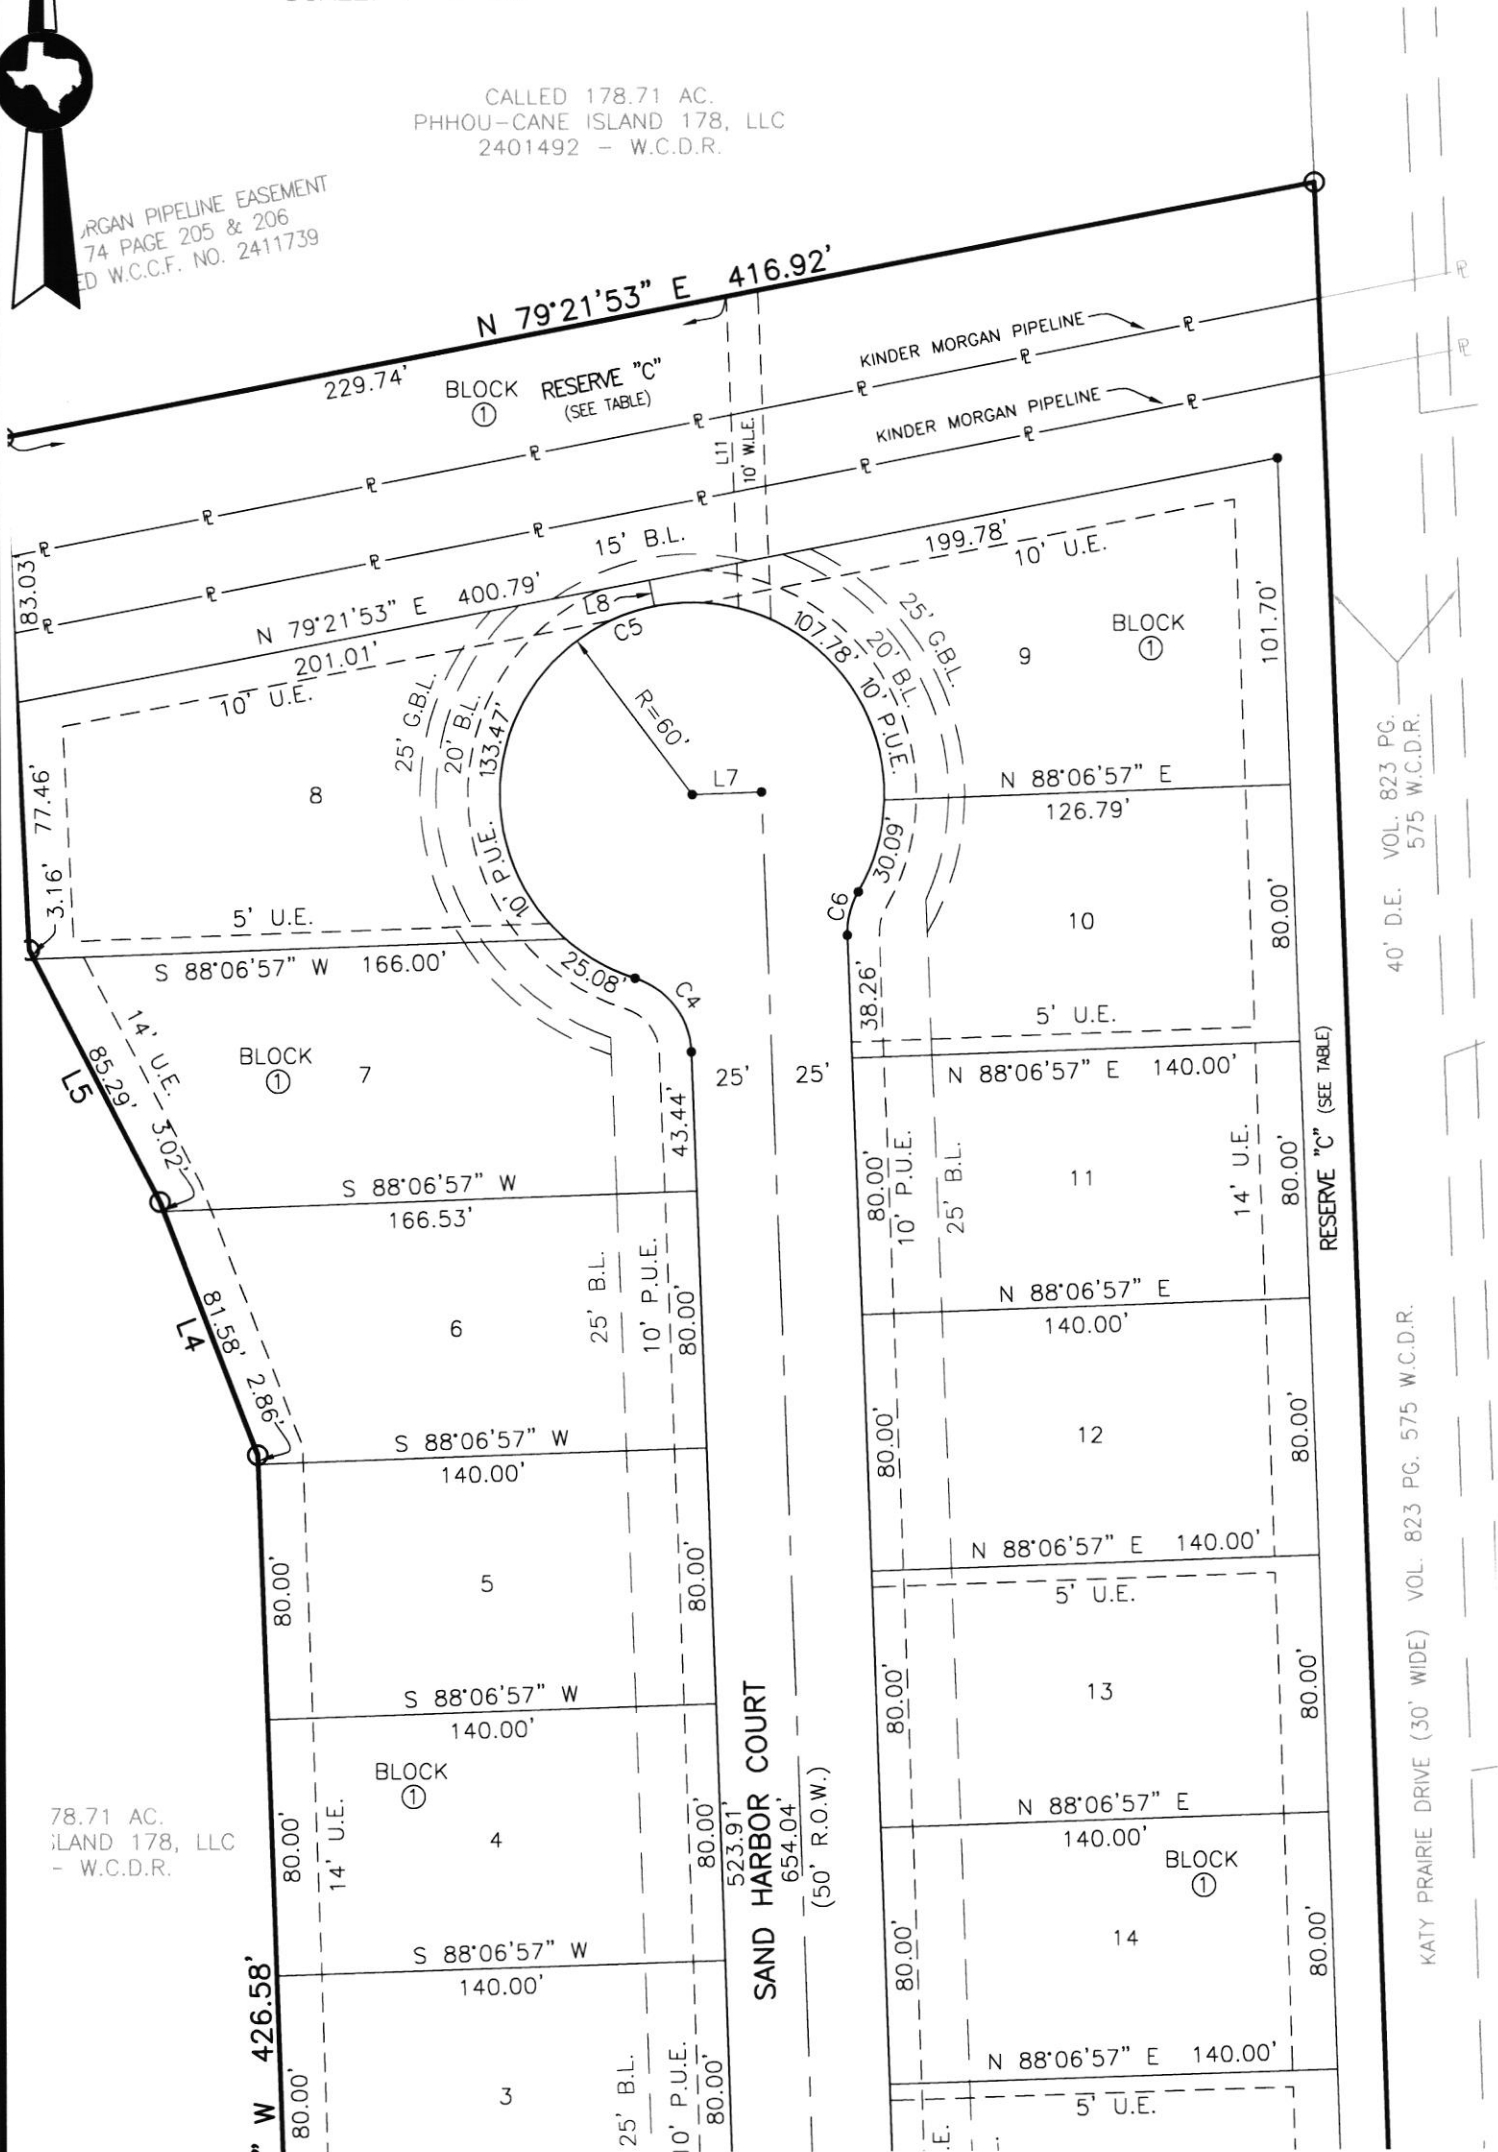 CALLED 178.71 AC.
PHHOU-CANE ISLAND 178, LLC
2401492 - W.C.D.R.
PIPELINE EASEMENT
74 PAGE 205 & 206
W.C.C.F. NO. 2411739
N 79°21'53" E 416.92'
229.74'
BLOCK
1
RESERVE "C"
(SEE TABLE)
KINDER MORGAN PIPELINE
KINDER MORGAN PIPELINE
L11
10' W.L.E.
83.03'
N 79°21'53" E 400.79'
201.01'
10' U.E.
15' B.L.
199.78'
10' U.E.
L8
C5
107.78'
20' B.L.
10' P.U.E.
25' G.B.L.
9
BLOCK
1
101.70'
25' G.B.L.
20' B.L.
133.47'
10' P.U.E.
R=60'
L7
8
77.46'
3.16'
5' U.E.
S 88°06'57" W 166.00'
N 88°06'57" E
126.79'
30.09'
C6
10
80.00'
38.26'
5' U.E.
N 88°06'57" E 140.00'
25.08'
C4
14' U.E.
85.29'
L5
3.02'
BLOCK
1
7
43.44'
25'
25'
S 88°06'57" W
166.53'
80.00'
10' P.U.E.
25' B.L.
11
14' U.E.
80.00'
RESERVE "C" (SEE TABLE)
N 88°06'57" E
140.00'
81.58'
L4
2.86'
6
25' B.L.
10' P.U.E.
80.00'
S 88°06'57" W
140.00'
80.00'
12
80.00'
N 88°06'57" E 140.00'
5' U.E.
80.00'
5
80.00'
S 88°06'57" W
140.00'
80.00'
13
80.00'
N 88°06'57" E
140.00'
BLOCK
1
4
80.00'
14' U.E.
80.00'
523.91'
SAND HARBOR COURT
654.04'
(50' R.O.W.)
BLOCK
1
14
80.00'
80.00'
S 88°06'57" W
140.00'
N 88°06'57" E 140.00'
5' U.E.
78.71 AC.
178, LLC
- W.C.D.R.
W 426.58'
80.00'
3
25' B.L.
10' P.U.E.
80.00'
40' D.E. VOL. 823 PG.
575 W.C.D.R.
KATY PRAIRIE DRIVE (30' WIDE) VOL. 823 PG. 575 W.C.D.R.